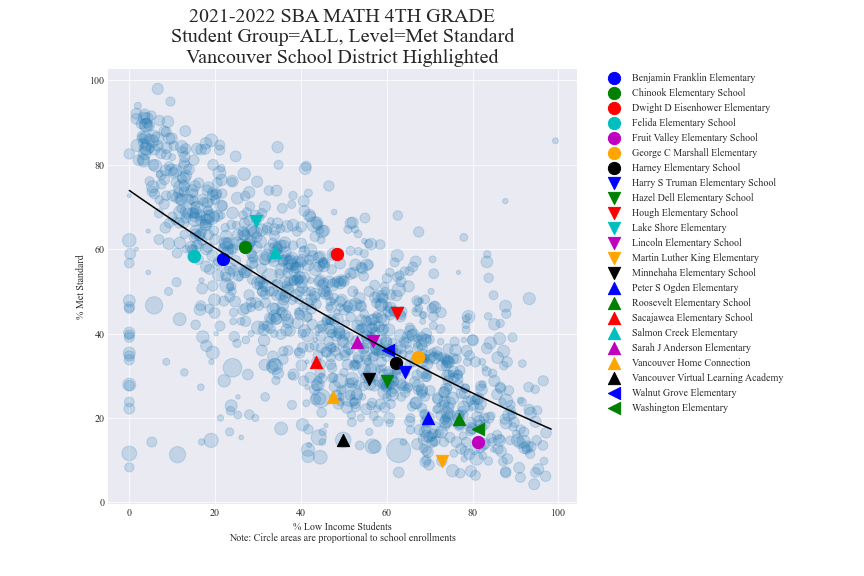 2021-2022 SBA MATH 4TH GRADE
Student Group=ALL, Level=Met Standard
Vancouver School District Highlighted
100
80
60
40
20
0
% Met Standard
0 20 40 60 80 100
% Low Income Students
Note: Circle areas are proportional to school enrollments
Benjamin Franklin Elementary
Chinook Elementary School
Dwight D Eisenhower Elementary
Felida Elementary School
Fruit Valley Elementary School
George C Marshall Elementary
Harney Elementary School
Harry S Truman Elementary School
Hazel Dell Elementary School
Hough Elementary School
Lake Shore Elementary
Lincoln Elementary School
Martin Luther King Elementary
Minnehaha Elementary School
Peter S Ogden Elementary
Roosevelt Elementary School
Sacajawea Elementary School
Salmon Creek Elementary
Sarah J Anderson Elementary
Vancouver Home Connection
Vancouver Virtual Learning Academy
Walnut Grove Elementary
Washington Elementary